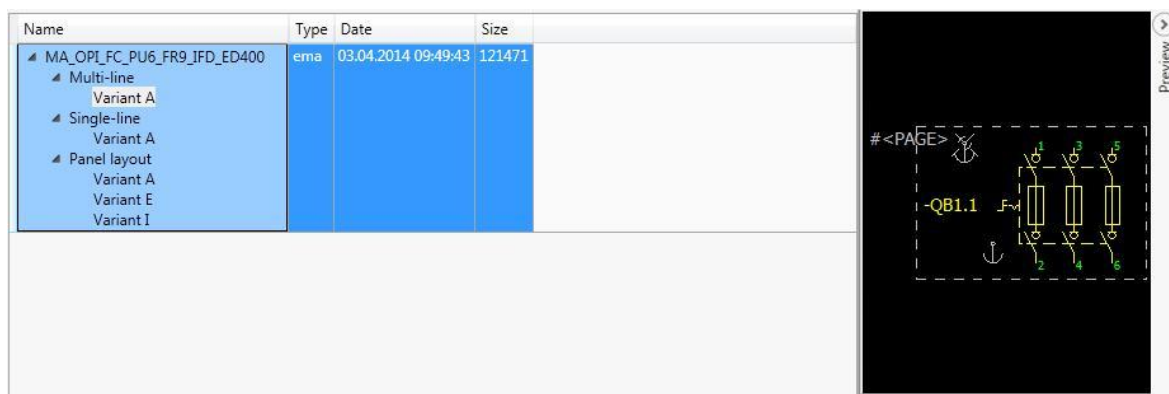 Name Type Date Size
MA_OPI_FC_PU6_FR9_IFD_ED400 ema 03.04.2014 09:49:43 121471
Multi-line
Variant A
Single-line
Variant A
Panel layout
Variant A
Variant E
Variant I
Preview
#<PAGE>
1 3 5
-QB1.1
2 4 6